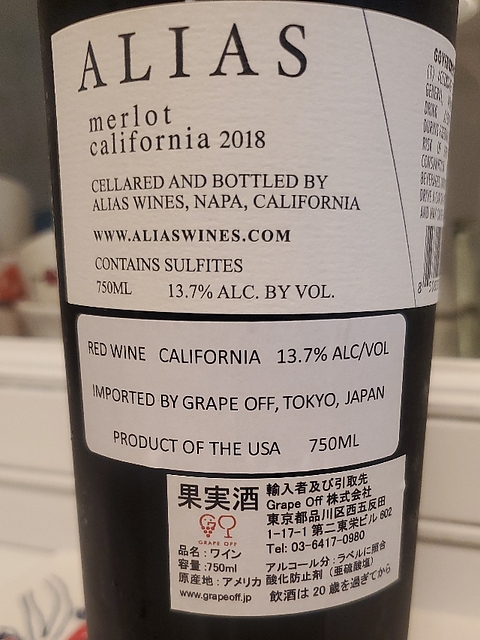 ALIAS
merlot
california 2018
CELLARED AND BOTTLED BY
ALIAS WINES, NAPA, CALIFORNIA
WWW.ALIASWINES.COM
CONTAINS SULFITES
750ML 13.7% ALC. BY VOL.
RED WINE CALIFORNIA 13.7% ALC/VOL
IMPORTED BY GRAPE OFF, TOKYO, JAPAN
PRODUCT OF THE USA 750ML
果実酒
GRAPE OFF
品名:ワイン
容量:750ml
原産地:アメリカ
www.grapeoff.jp
輸入者及び引取先
Grape Off 株式会社
東京都品川区西五反田
1-17-1 第二東栄ビル 602
Tel: 03-6417-0980
アルコール分:ラベルに照合
酸化防止剤(亜硫酸塩)
飲酒は20歳を過ぎてから